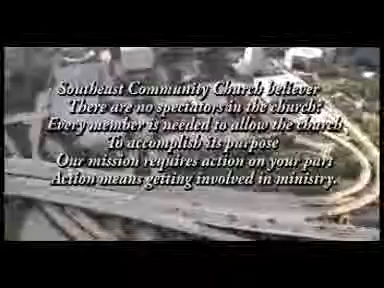 Southeast Community Church believer
There are no spectators in the church;
Every member is needed to allow the church
To accomplish its purpose
Our mission requires action on your part
Action means getting involved in ministry.